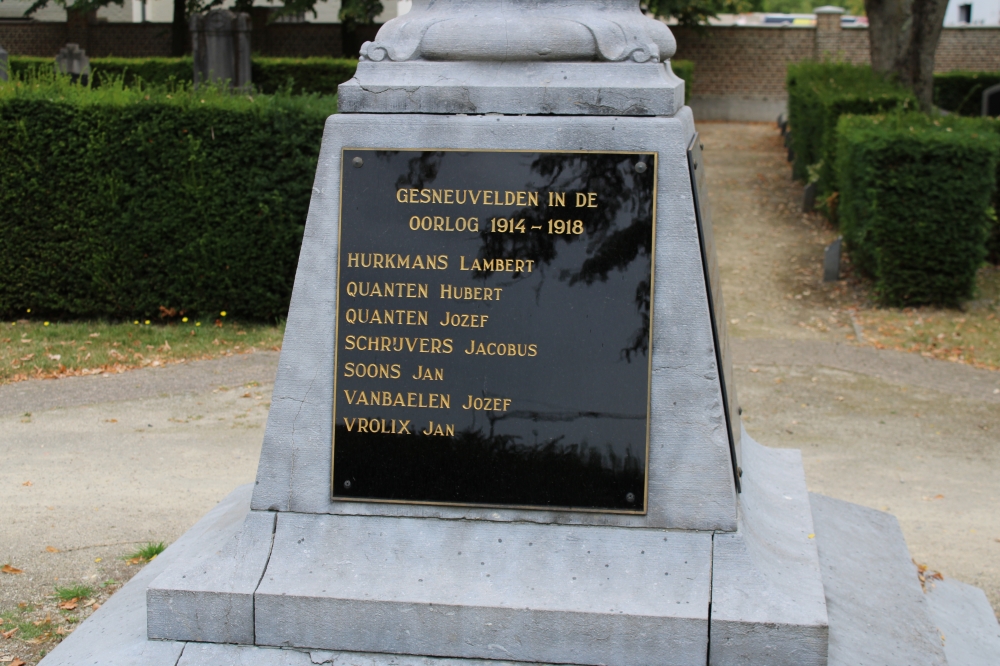 GESNEUVELDEN IN DE
OORLOG 1914 - 1918
HURKMANS LAMBERT
QUANTEN HUBERT
QUANTEN JOZEF
SCHRIJVERS JACOBUS
SOONS JAN
VANBAELEN JOZEF
VROLIX JAN